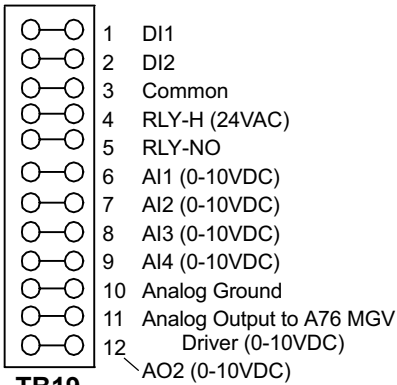 1 DI1
2 DI2
3 Common
4 RLY-H (24VAC)
5 RLY-NO
6 AI1 (0-10VDC)
7 AI2 (0-10VDC)
8 AI3 (0-10VDC)
9 AI4 (0-10VDC)
10 Analog Ground
11 Analog Output to A76 MGV
Driver (0-10VDC)
12
AO2 (0-10VDC)
TB19